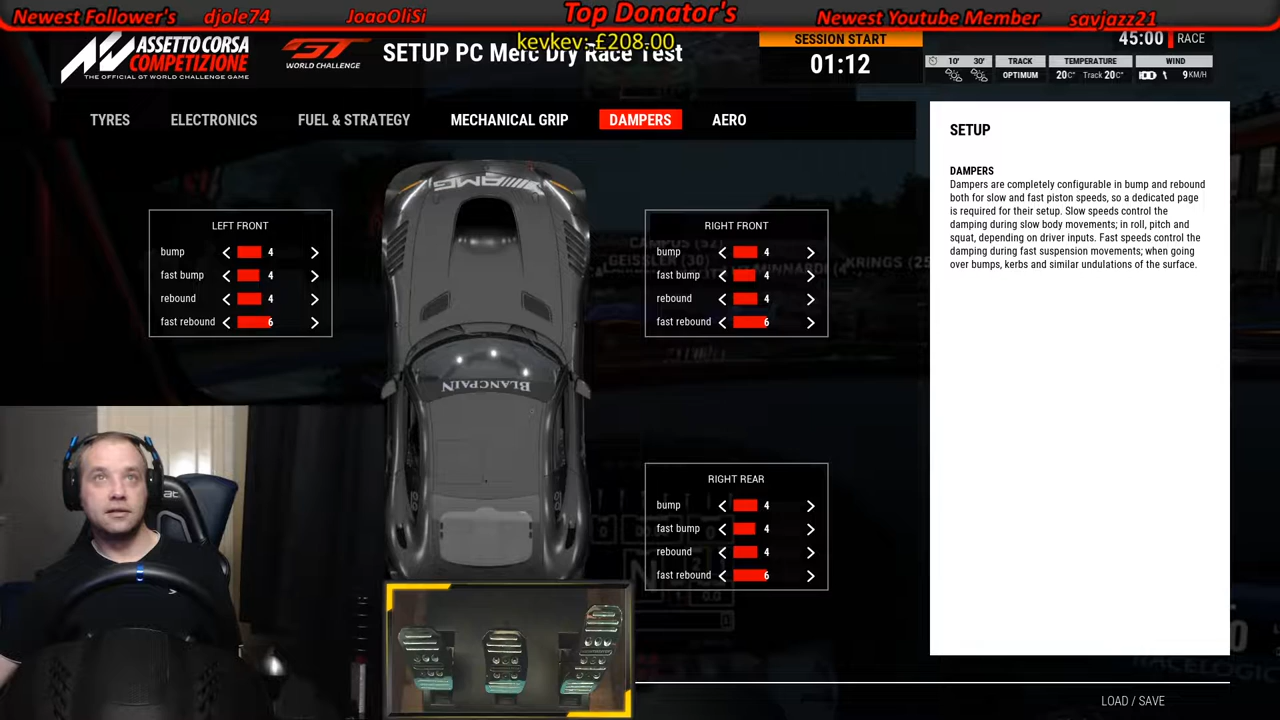 Newest Follower's djole74 JoaoOliSi Top Donator's Newest Youtube Member savjazz21
kevkev: £208.00
ASSETTO CORSA
COMPETIZIONE
THE OFFICIAL GT WORLD CHALLENGE GAME
GT
WORLD CHALLENGE
SETUP PC Merc Dry Race Test
SESSION START
01:12
45:00 RACE
10' 30' TRACK TEMPERATURE WIND
OPTIMUM 20C° Track 20C° 9KM/H
TYRES ELECTRONICS FUEL & STRATEGY MECHANICAL GRIP DAMPERS AERO
SETUP
DAMPERS
Dampers are completely configurable in bump and rebound
both for slow and fast piston speeds, so a dedicated page
is required for their setup. Slow speeds control the
damping during slow body movements; in roll, pitch and
squat, depending on driver inputs. Fast speeds control the
damping during fast suspension movements; when going
over bumps, kerbs and similar undulations of the surface.
LEFT FRONT
bump 4
fast bump 4
rebound 4
fast rebound 6
RIGHT FRONT
bump 4
fast bump 4
rebound 4
fast rebound 6
AMG
BLANCPAIN
GEISSLER (30)
KRINGS (25
RIGHT REAR
bump 4
fast bump 4
rebound 4
fast rebound 6
RACELOGIC
LOAD / SAVE